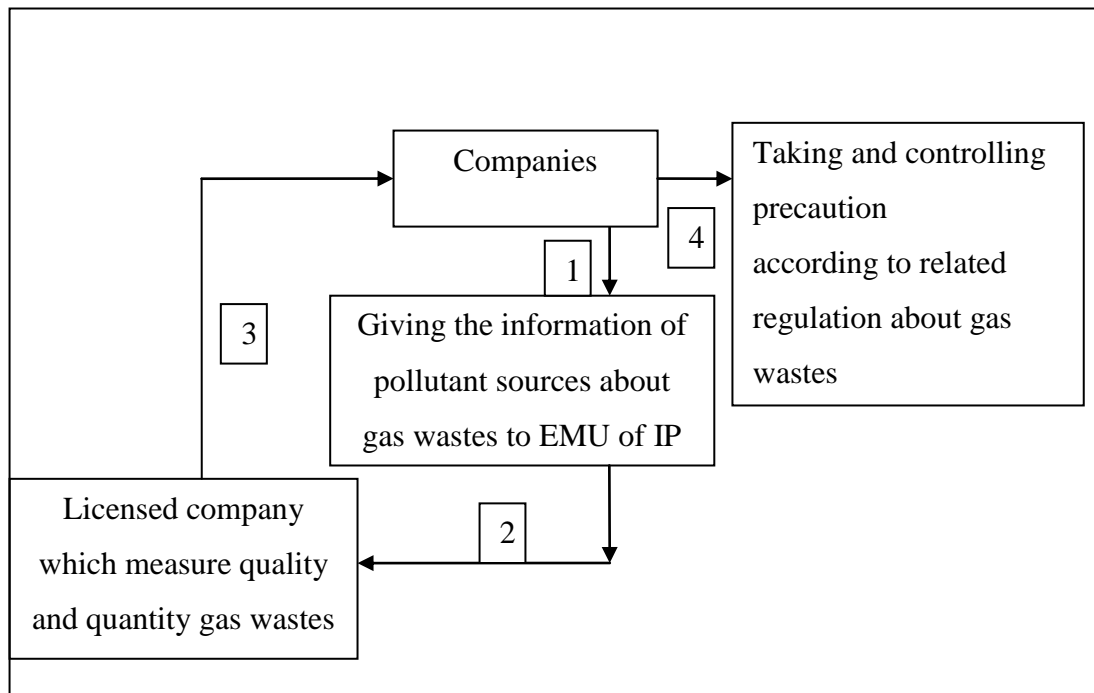 Companies
Taking and controlling
precaution
according to related
regulation about gas
wastes
4
1
Giving the information of
pollutant sources about
gas wastes to EMU of IP
3
2
Licensed company
which measure quality
and quantity gas wastes